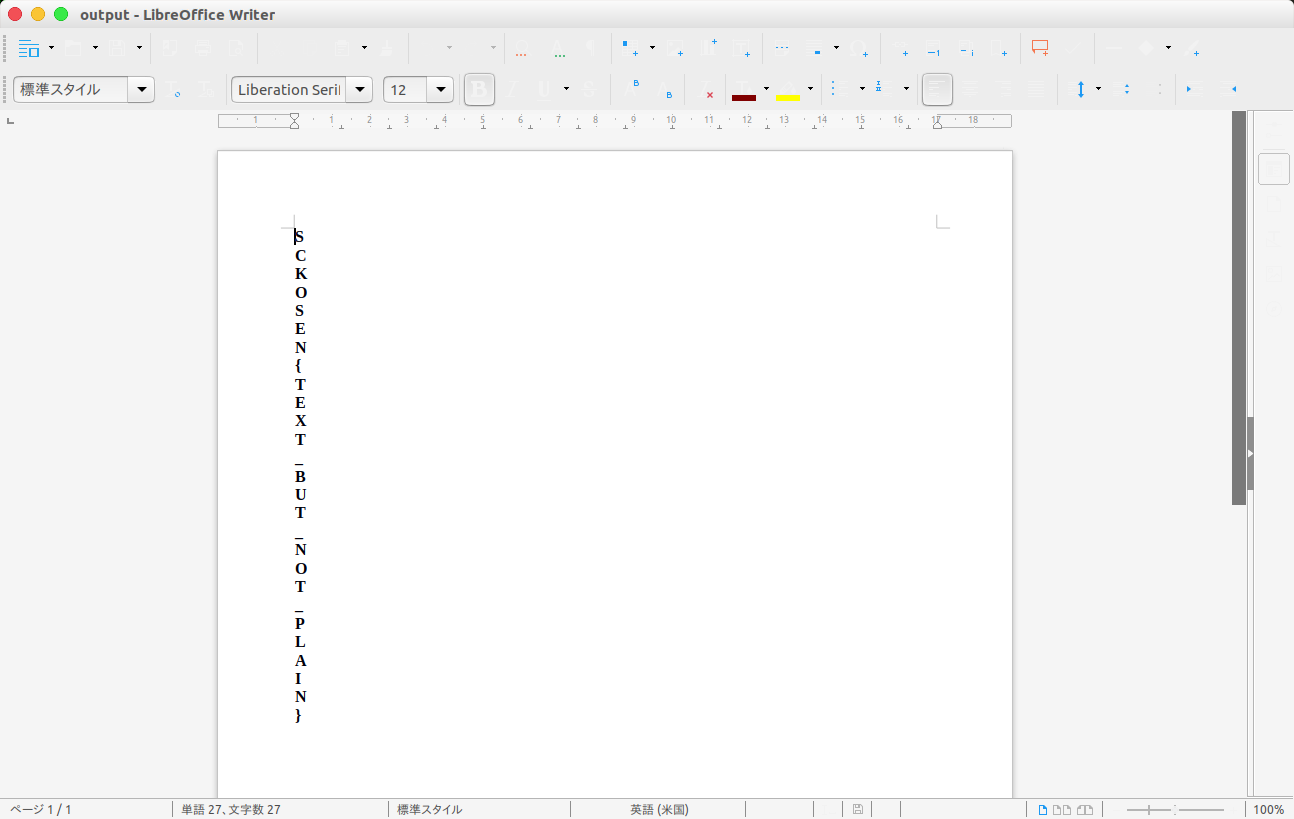 output - LibreOffice Writer
標準スタイル Liberation Seri 12
1 1 2 3 4 5 6 7 8 9 10 11 12 13 14 15 16 17 18
S
C
K
O
S
E
N
{
T
E
X
T
_
B
U
T
_
N
O
T
_
P
L
A
I
N
}
ページ 1 / 1 単語 27、文字数 27 標準スタイル 英語 (米国) 100%